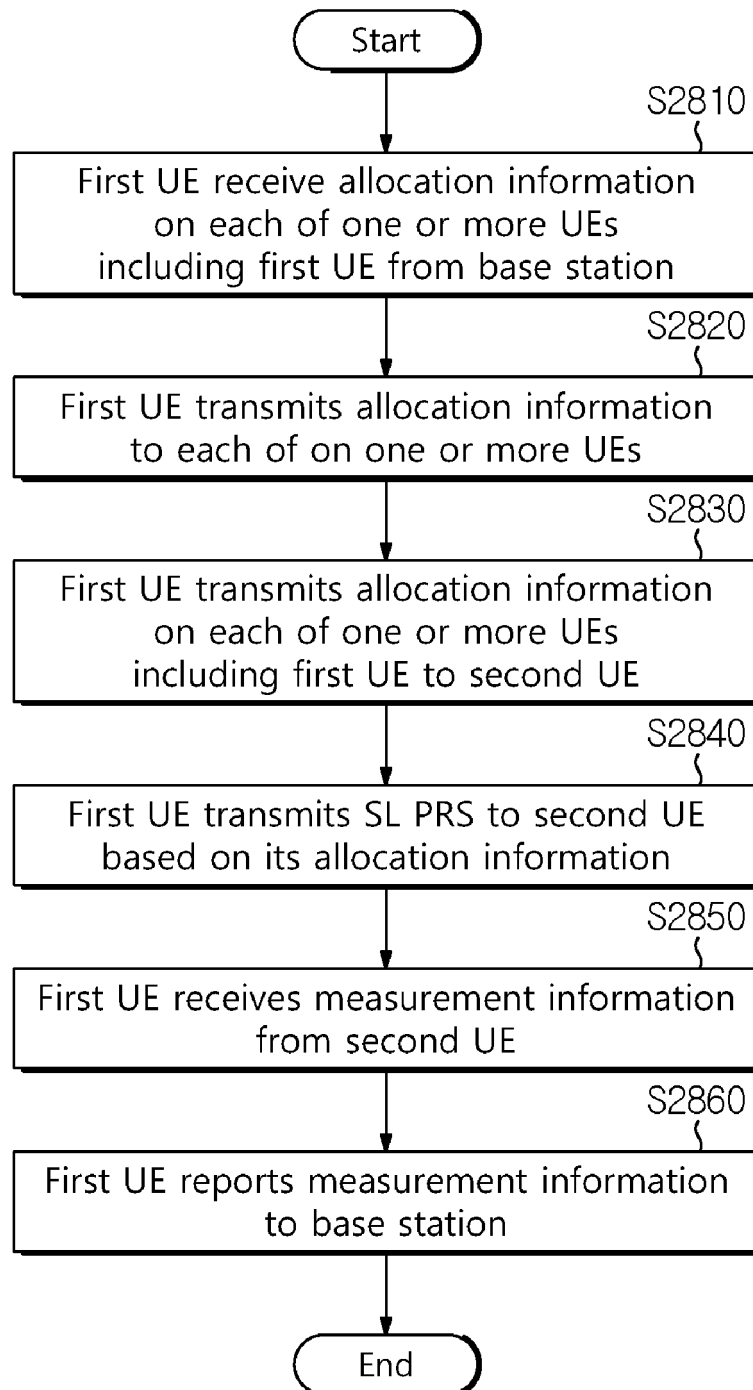 Start
S2810
First UE receive allocation information
on each of one or more UEs
including first UE from base station
S2820
First UE transmits allocation information
to each of on one or more UEs
S2830
First UE transmits allocation information
on each of one or more UEs
including first UE to second UE
S2840
First UE transmits SL PRS to second UE
based on its allocation information
S2850
First UE receives measurement information
from second UE
S2860
First UE reports measurement information
to base station
End